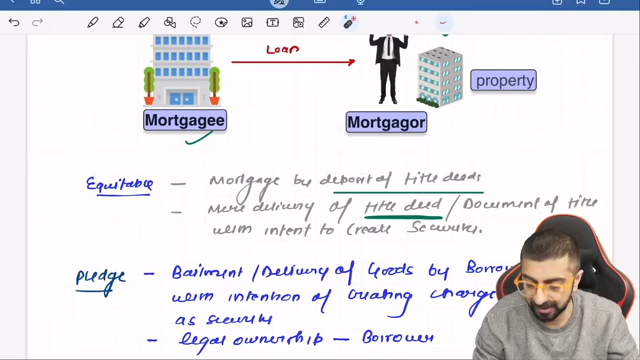 Loan
property
Mortgagee
Mortgagor
Equitable — Mortgage by deposit of title deeds
— Mere delivery of title deed / Document of title
with intent to create Securities.
Pledge — Bailment / Delivery of Goods by Borrow
with intention of creating charge
as security
— legal ownership — Borrower